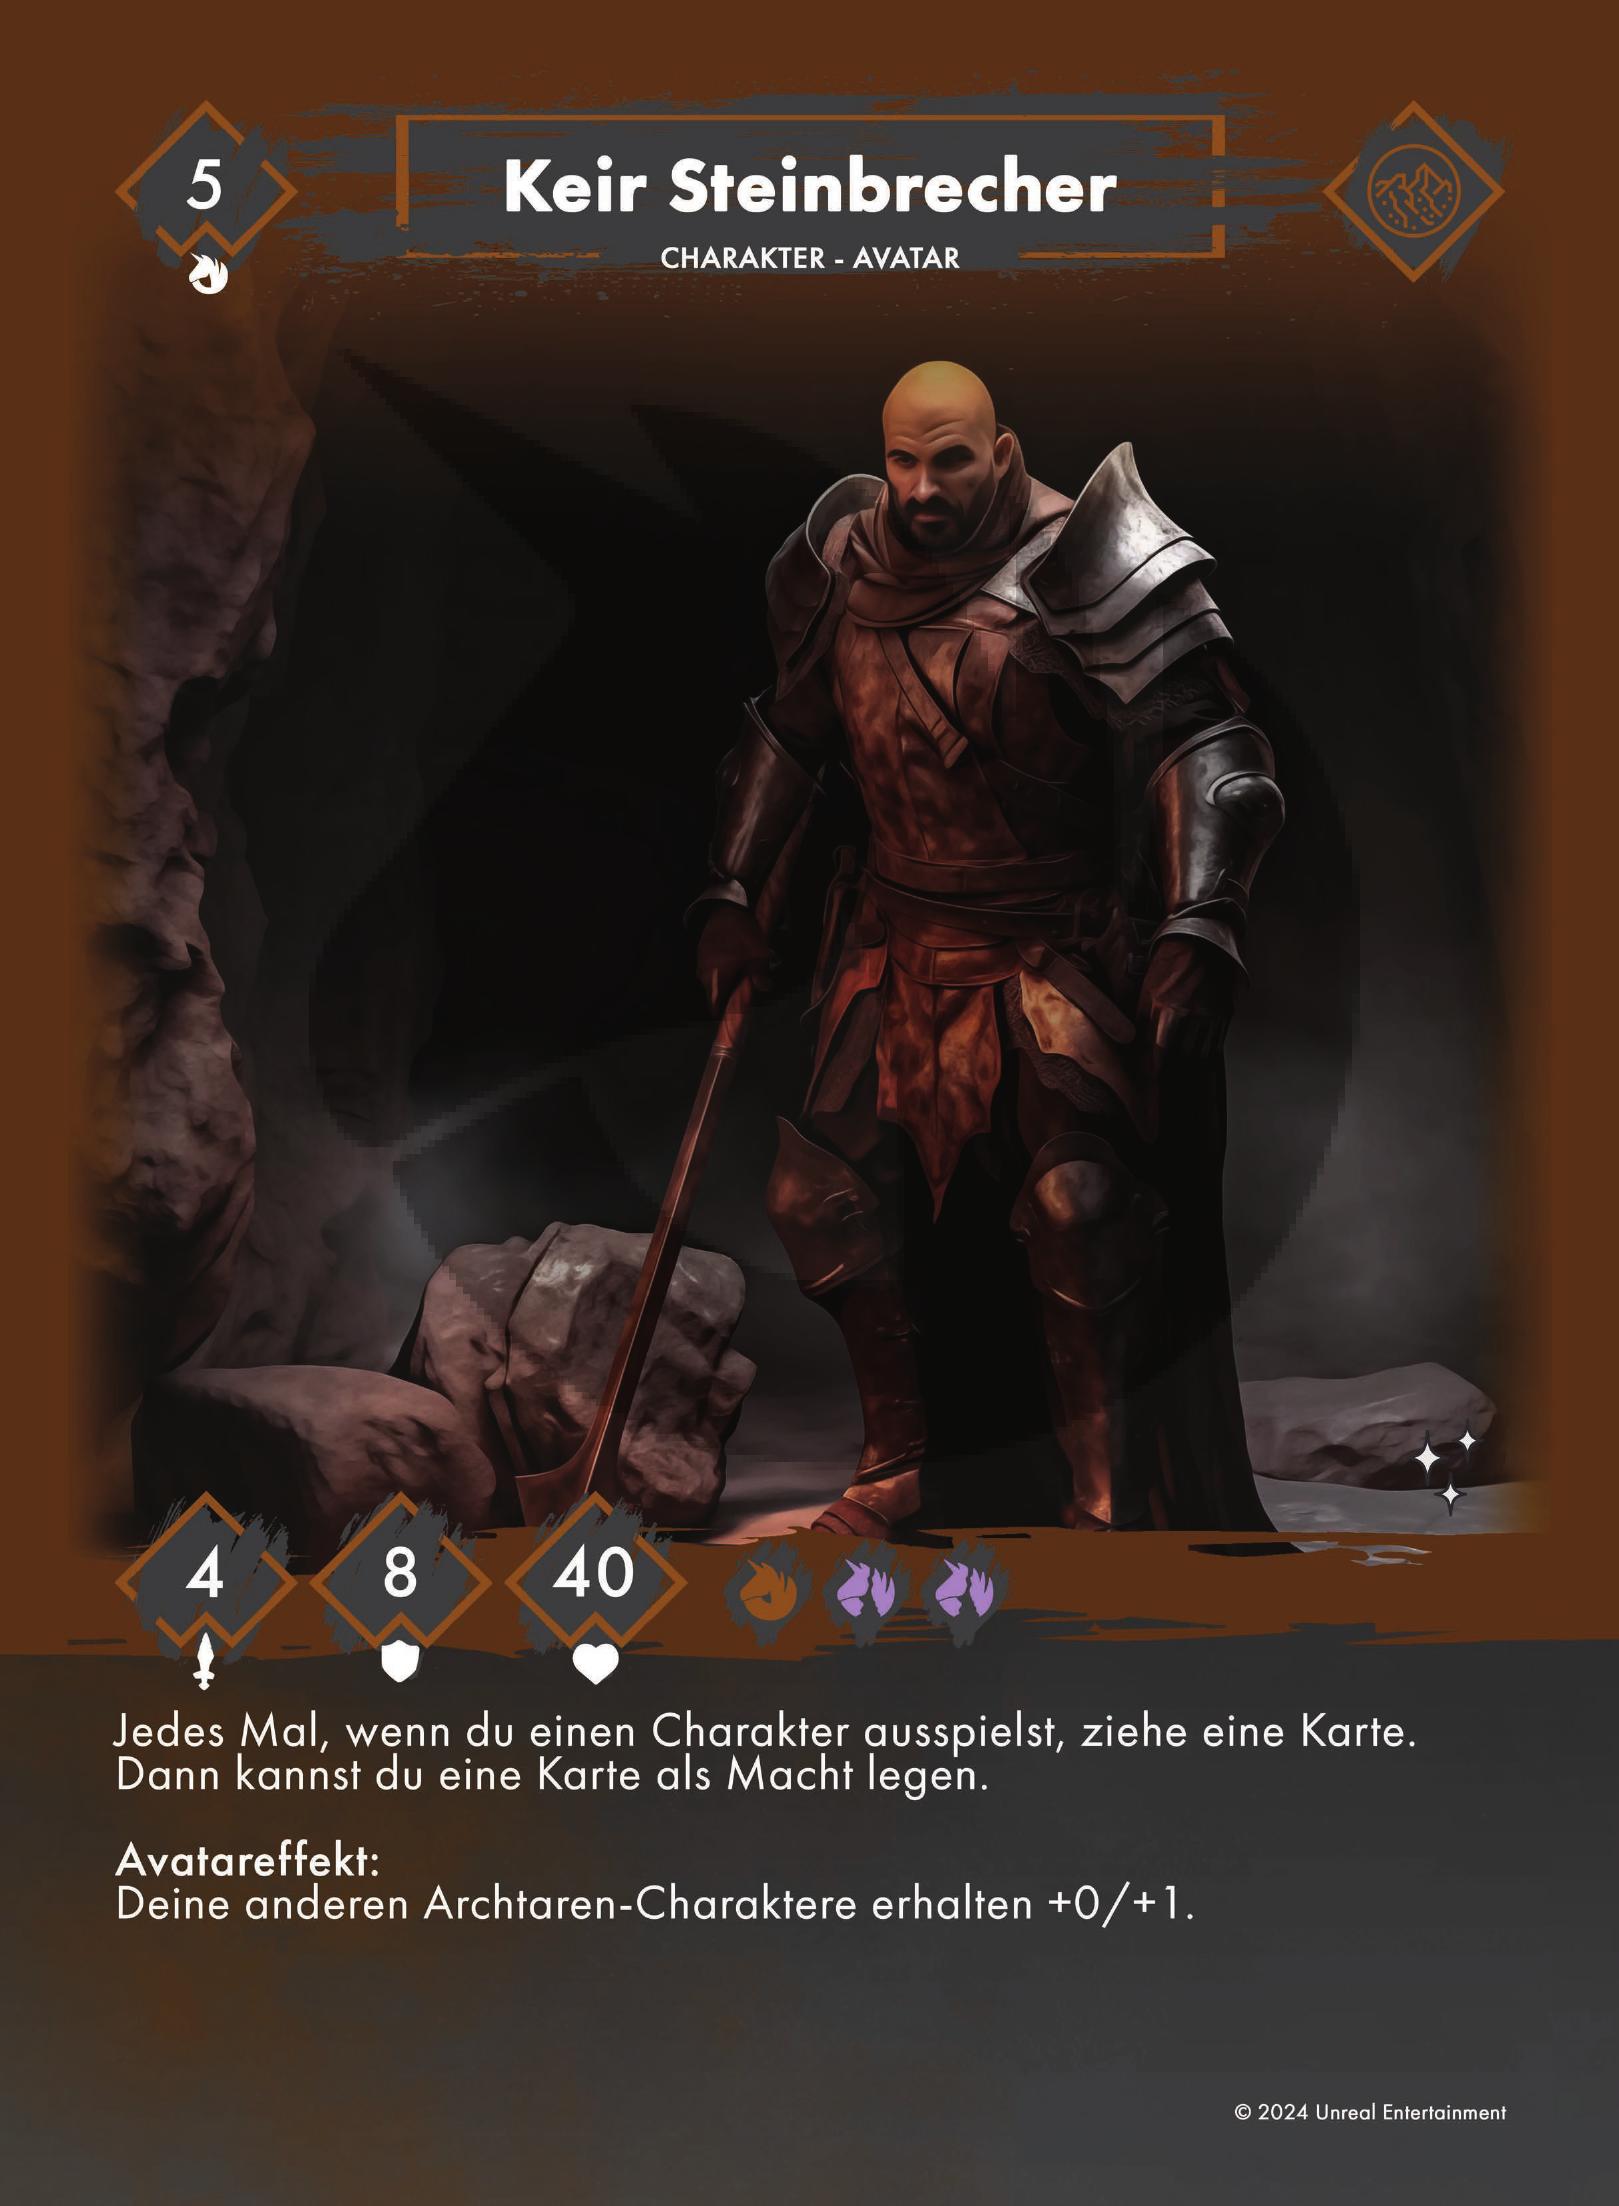 5
Keir Steinbrecher
CHARAKTER - AVATAR
4
8
40
Jedes Mal, wenn du einen Charakter ausspielst, ziehe eine Karte.
Dann kannst du eine Karte als Macht legen.
Avatareffekt:
Deine anderen Archtaren-Charaktere erhalten +0/+1.
© 2024 Unreal Entertainment